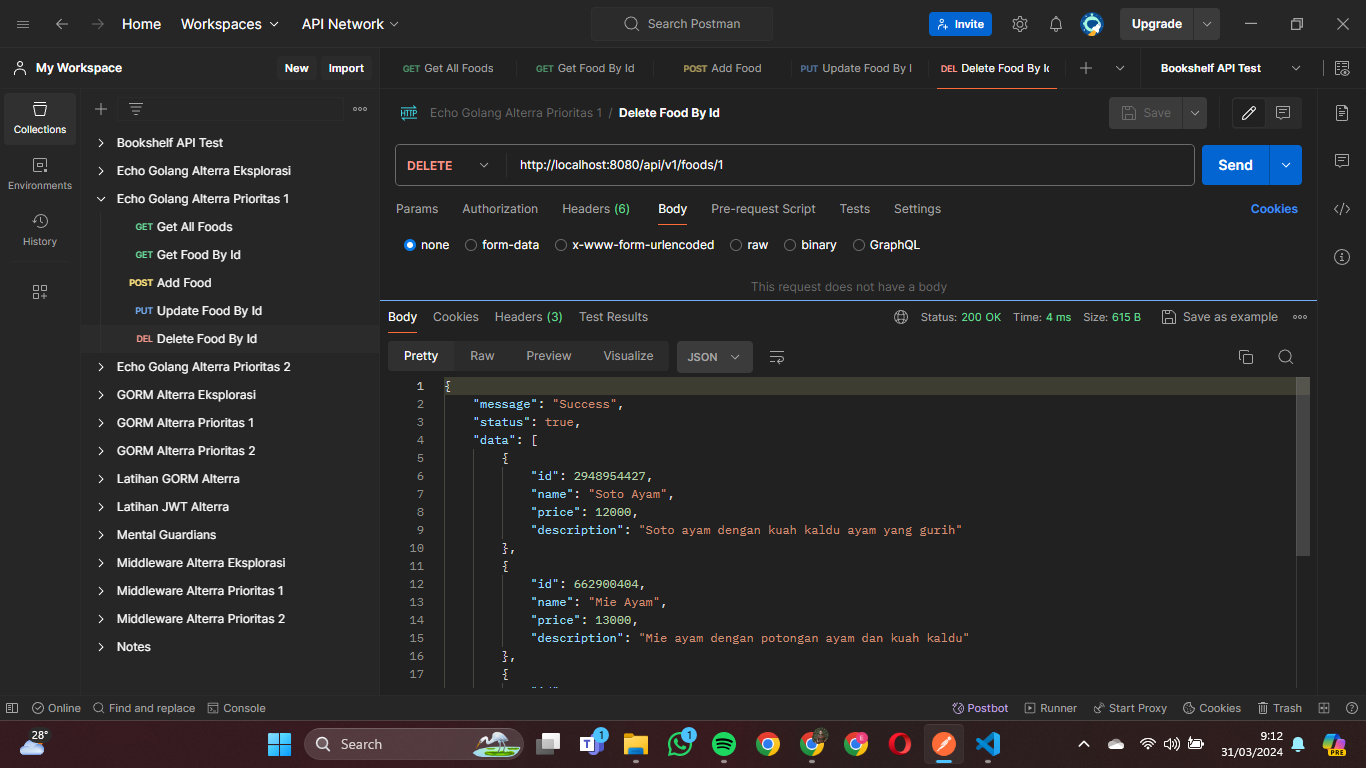 Home Workspaces API Network Search Postman Invite Upgrade
My Workspace New Import GET Get All Foods GET Get Food By Id POST Add Food PUT Update Food By I DEL Delete Food By Id Bookshelf API Test
Collections
Environments
History
Bookshelf API Test
Echo Golang Alterra Eksplorasi
Echo Golang Alterra Prioritas 1
GET Get All Foods
GET Get Food By Id
POST Add Food
PUT Update Food By Id
DEL Delete Food By Id
Echo Golang Alterra Prioritas 2
GORM Alterra Eksplorasi
GORM Alterra Prioritas 1
GORM Alterra Prioritas 2
Latihan GORM Alterra
Latihan JWT Alterra
Mental Guardians
Middleware Alterra Eksplorasi
Middleware Alterra Prioritas 1
Middleware Alterra Prioritas 2
Notes
HTTP Echo Golang Alterra Prioritas 1 / Delete Food By Id Save
DELETE http://localhost:8080/api/v1/foods/1 Send
Params Authorization Headers (6) Body Pre-request Script Tests Settings Cookies
none form-data x-www-form-urlencoded raw binary GraphQL
This request does not have a body
Body Cookies Headers (3) Test Results Status: 200 OK Time: 4 ms Size: 615 B Save as example
Pretty Raw Preview Visualize JSON
1 {
2 "message": "Success",
3 "status": true,
4 "data": [
5 {
6 "id": 2948954427,
7 "name": "Soto Ayam",
8 "price": 12000,
9 "description": "Soto ayam dengan kuah kaldu ayam yang gurih"
10 },
11 {
12 "id": 662900404,
13 "name": "Mie Ayam",
14 "price": 13000,
15 "description": "Mie ayam dengan potongan ayam dan kuah kaldu"
16 },
17 {
Online Find and replace Console Postbot Runner Start Proxy Cookies Trash
28° Search 1 1 9:12 PRE
31/03/2024